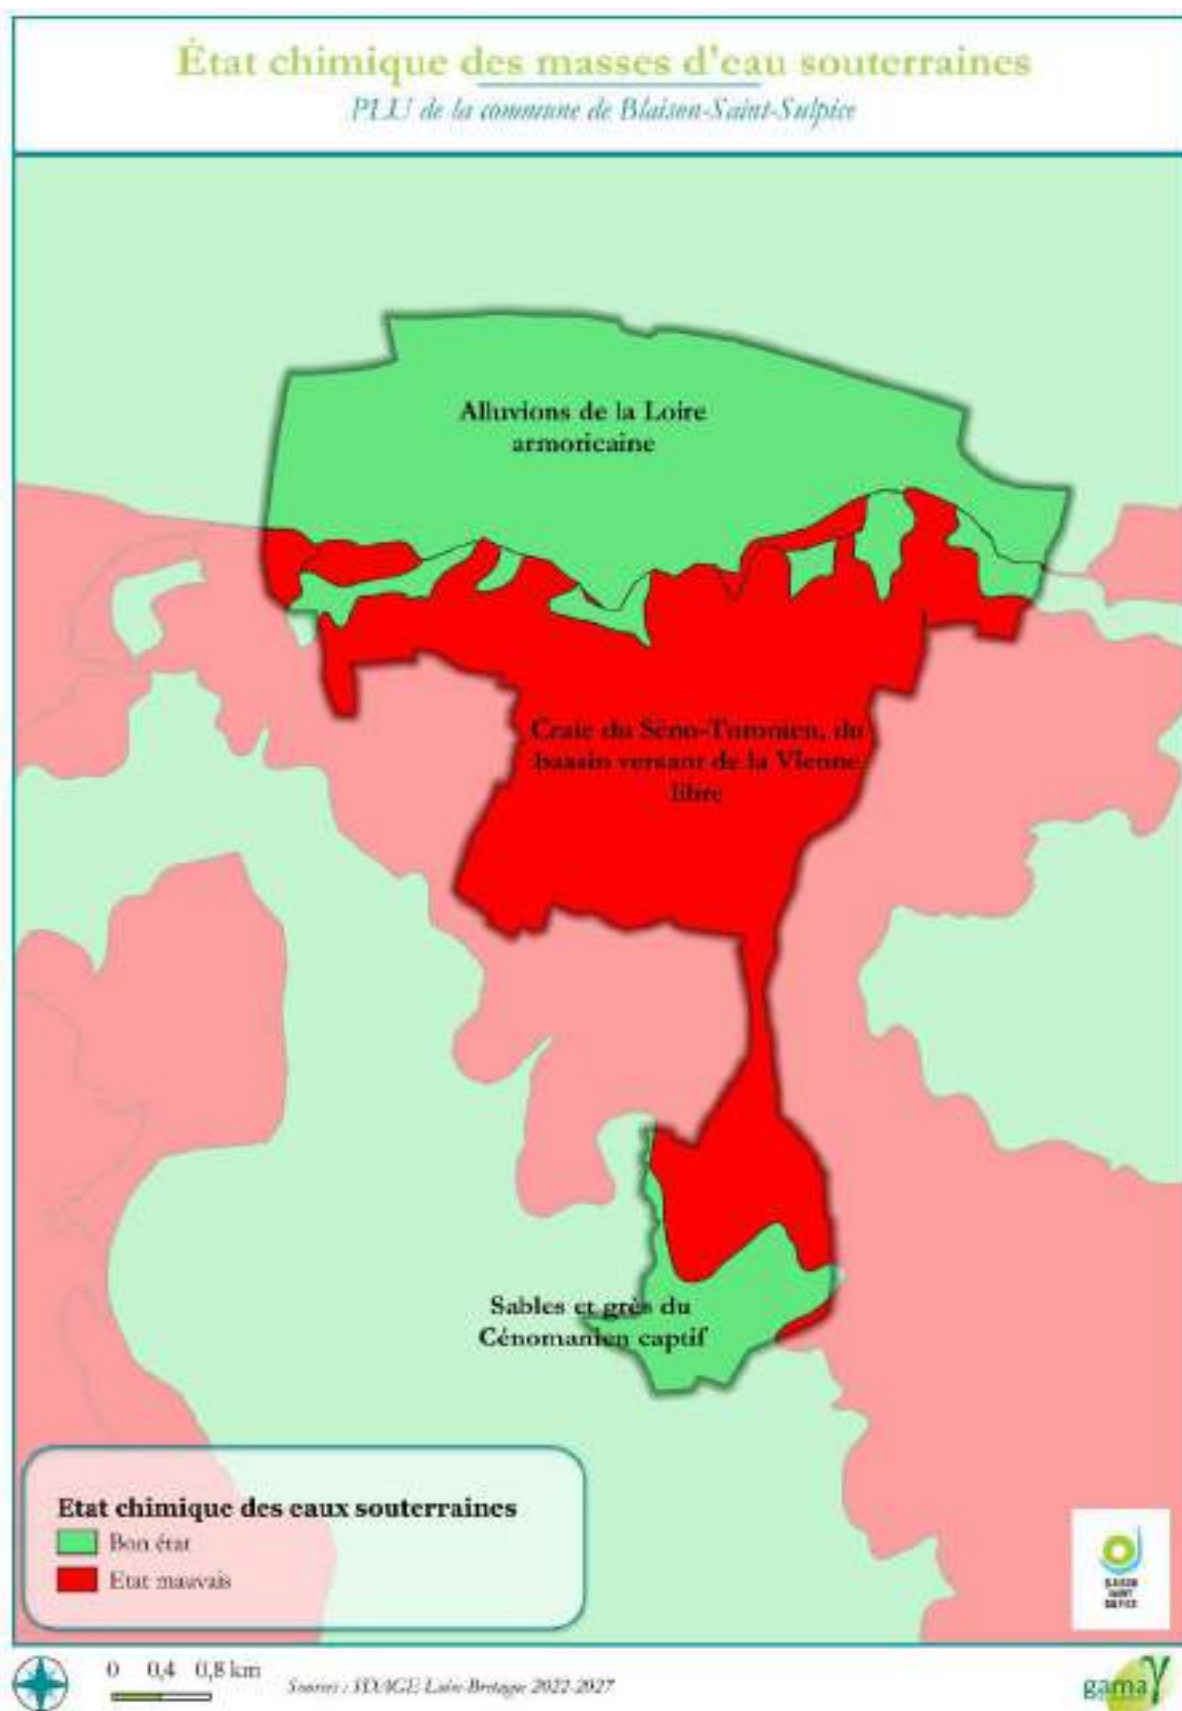 État chimique des masses d'eau souterraines
PLU de la commune de Blaison-Saint-Sulpice
Alluvions de la Loire
armoricaine
Craie du Séno-Turonien, du
bassin versant de la Vienne
libre
Sables et grès du
Cénomanien captif
Etat chimique des eaux souterraines
Bon état
Etat mauvais
BLAISON
SAINT
SULPICE
0 0,4 0,8 km
Sources : SDAGE Loire-Bretagne 2022-2027
gama